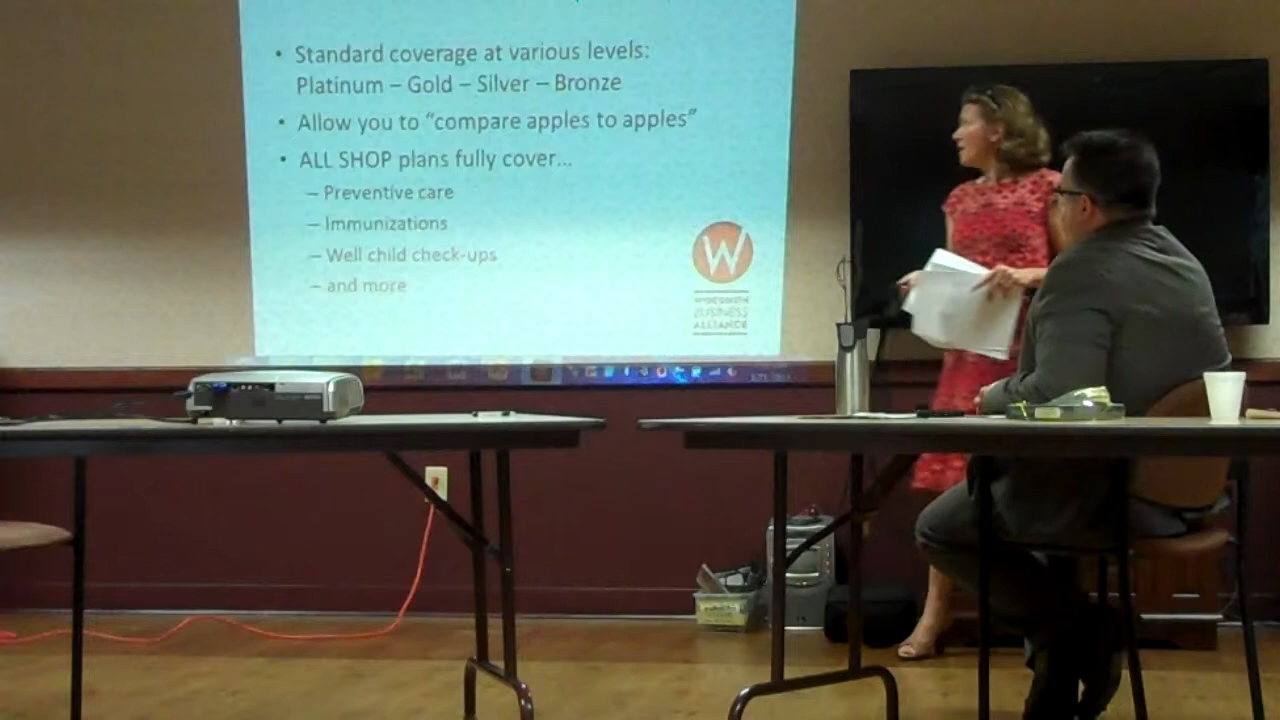 • Standard coverage at various levels:
Platinum – Gold – Silver – Bronze
• Allow you to “compare apples to apples”
• ALL SHOP plans fully cover...
– Preventive care
– Immunizations
– Well child check-ups
– and more
W
WISCONSIN
BUSINESS
ALLIANCE